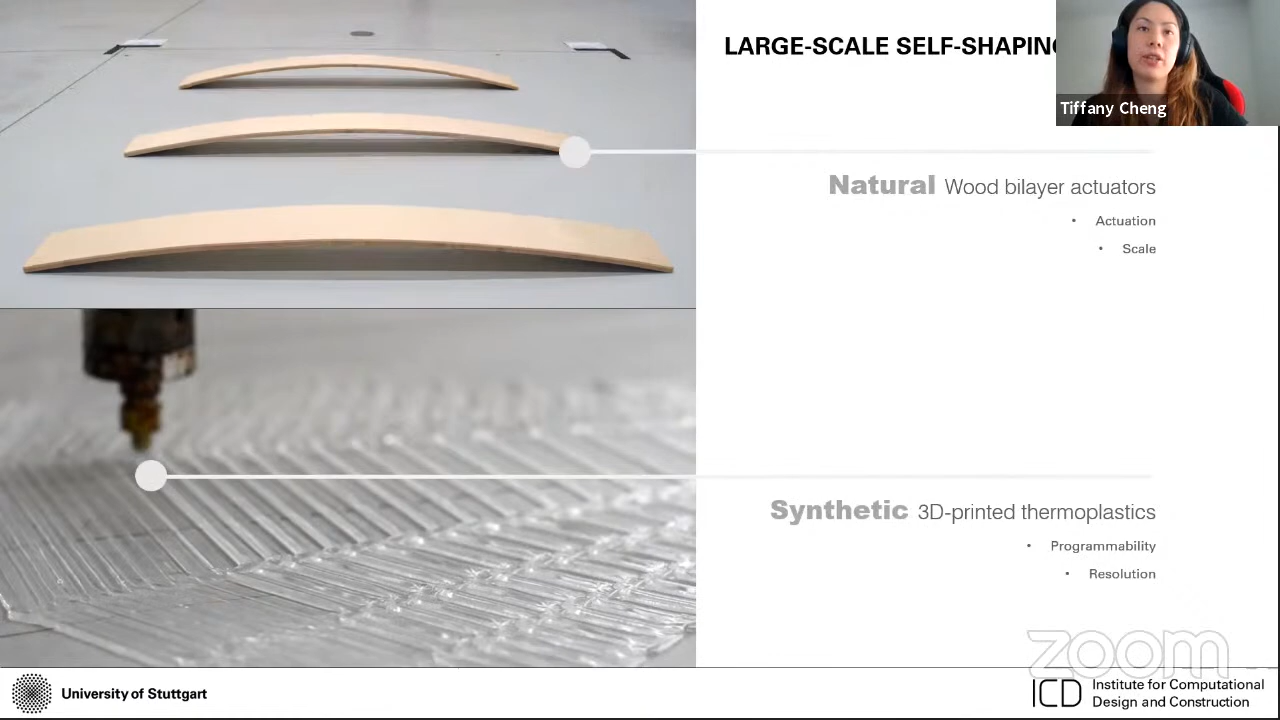 LARGE-SCALE SELF-SHAPING
Tiffany Cheng
Natural Wood bilayer actuators
• Actuation
• Scale
Synthetic 3D-printed thermoplastics
• Programmability
• Resolution
zoom
University of Stuttgart
ICD Institute for Computational
Design and Construction